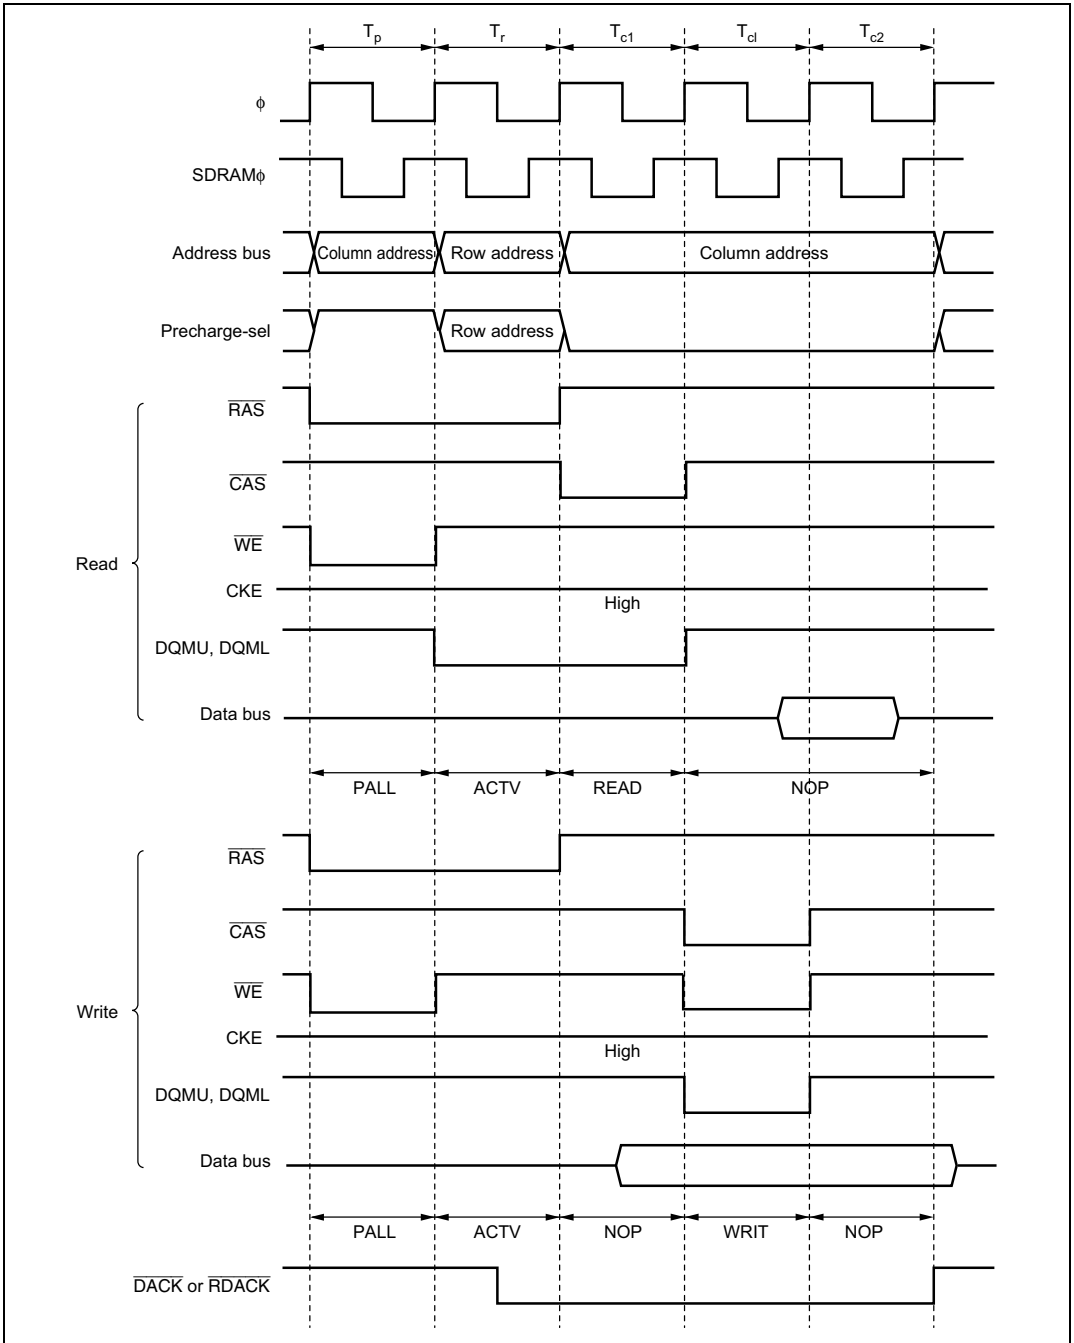 Tp Tr Tc1 Tcl Tc2
ϕ
SDRAMϕ
Address bus Column address Row address Column address
Precharge-sel Row address
RAS
CAS
WE
Read
CKE
High
DQMU, DQML
Data bus
PALL ACTV READ NOP
RAS
CAS
WE
Write
CKE
High
DQMU, DQML
Data bus
PALL ACTV NOP WRIT NOP
DACK or RDACK